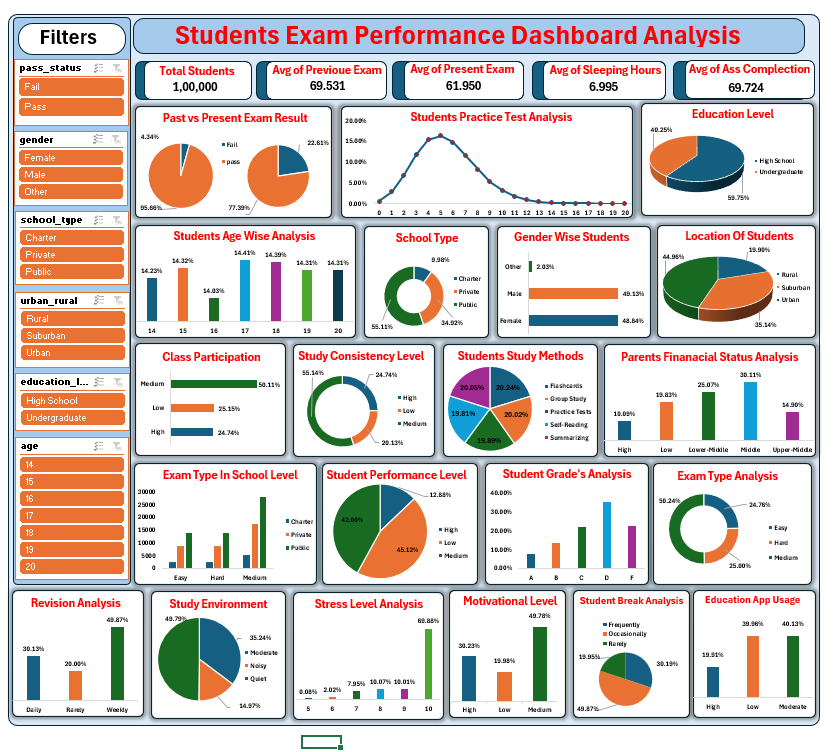 Filters
Students Exam Performance Dashboard Analysis
pass_status
Fail
Pass
gender
Female
Male
Other
school_type
Charter
Private
Public
urban_rural
Rural
Suburban
Urban
education_l...
High School
Undergraduate
age
14
15
16
17
18
19
20
Total Students
1,00,000
Avg of Previoue Exam
69.531
Avg of Present Exam
61.950
Avg of Sleeping Hours
6.995
Avg of Ass Complection
69.724
Past vs Present Exam Result
4.34%
95.66%
Fail
pass
22.61%
77.39%
Students Practice Test Analysis
20.00%
15.00%
10.00%
5.00%
0.00%
0 1 2 3 4 5 6 7 8 9 10 11 12 13 14 15 16 17 18 19 20
Education Level
40.25%
59.75%
High School
Undergraduate
Students Age Wise Analysis
14.23% 14.32% 14.03% 14.41% 14.39% 14.31% 14.31%
14 15 16 17 18 19 20
School Type
9.98%
34.92%
55.11%
Charter
Private
Public
Gender Wise Students
Other 2.03%
Male 49.13%
Female 48.84%
Location Of Students
44.96%
19.90%
35.14%
Rural
Suburban
Urban
Class Participation
Medium 50.11%
Low 25.15%
High 24.74%
Study Consistency Level
55.14%
24.74%
20.13%
High
Low
Medium
Students Study Methods
20.05% 20.24%
19.81% 20.02%
19.89%
Flashcards
Group Study
Practice Tests
Self-Reading
Summarizing
Parents Finanacial Status Analysis
10.09% 19.83% 25.07% 30.11% 14.90%
High Low Lower-Middle Middle Upper-Middle
Exam Type In School Level
30000
25000
20000
15000
10000
5000
0
Easy Hard Medium
Charter
Private
Public
Student Performance Level
12.88%
42.00%
45.12%
High
Low
Medium
Student Grade's Analysis
40.00%
30.00%
20.00%
10.00%
0.00%
A B C D F
Exam Type Analysis
50.24%
24.76%
25.00%
Easy
Hard
Medium
Revision Analysis
30.13% 20.00% 49.87%
Daily Rarely Weekly
Study Environment
49.79%
35.24%
14.97%
Moderate
Noisy
Quiet
Stress Level Analysis
0.08% 2.02% 7.95% 10.07% 10.01% 69.88%
5 6 7 8 9 10
Motivational Level
30.23% 19.98% 49.78%
High Low Medium
Student Break Analysis
Frequently
Occasionally
Rarely
19.95%
30.19%
49.87%
Education App Usage
19.91% 39.96% 40.13%
High Low Moderate